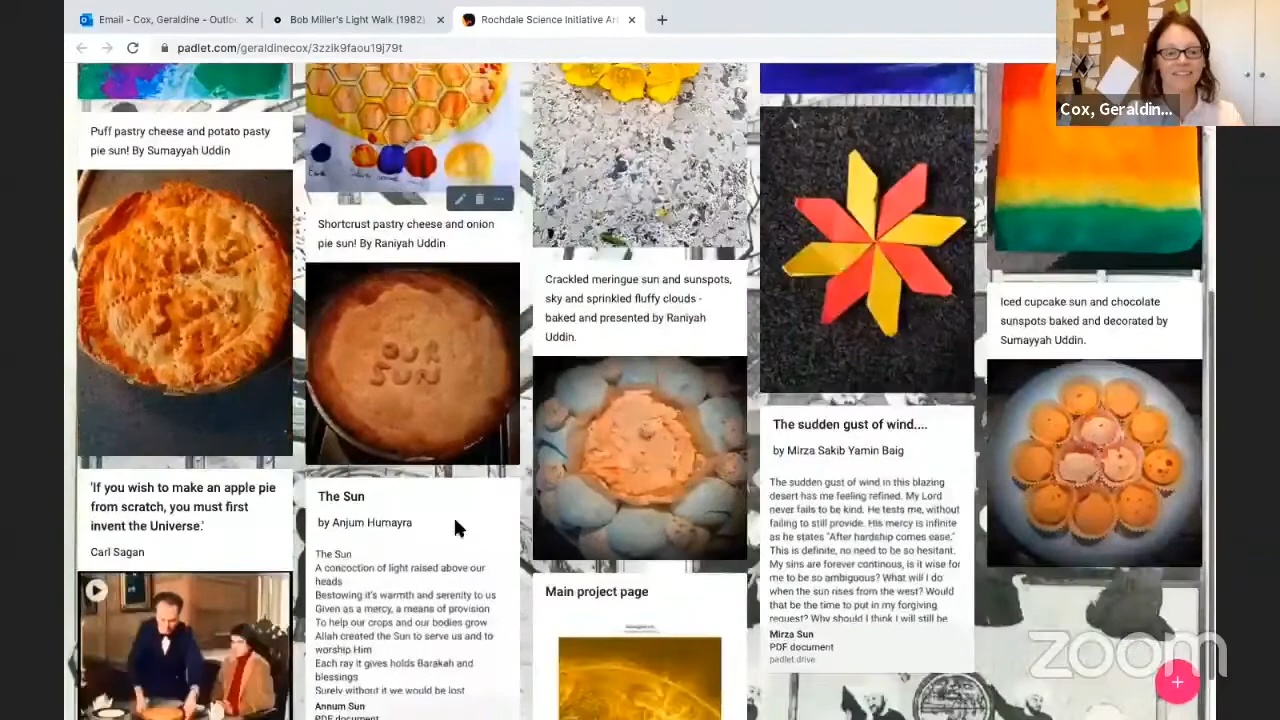 Email - Cox, Geraldine - Outlo
Bob Miller's Light Walk (1982)
Rochdale Science Initiative Ar
padlet.com/geraldinecox/3zzik9faou19j79t
Cox, Geraldin...
Puff pastry cheese and potato pasty
pie sun! By Sumayyah Uddin
'If you wish to make an apple pie
from scratch, you must first
invent the Universe.'
Carl Sagan
Shortcrust pastry cheese and onion
pie sun! By Raniyah Uddin
OUR
SUN
The Sun
by Anjum Humayra
The Sun
A concoction of light raised above our
heads
Bestowing it's warmth and serenity to us
Given as a mercy, a means of provision
To help our crops and our bodies grow
Allah created the Sun to serve us and to
worship Him
Each ray it gives holds Barakah and
blessings
Surely without it we would be lost
Annum Sun
PDF document
Crackled meringue sun and sunspots,
sky and sprinkled fluffy clouds -
baked and presented by Raniyah
Uddin.
Main project page
The sudden gust of wind....
by Mirza Sakib Yamin Baig
The sudden gust of wind in this blazing
desert has me feeling refined. My Lord
never fails to be kind. He tests me, without
failing to still provide. His mercy is infinite
as he states "After hardship comes ease."
This is definite, no need to be so hesitant.
My sins are forever continous, is it wise for
me to be so ambiguous? What will I do
when the sun rises from the west? Would
that be the time to put in my forgiving
request? Why should I think I will still be
Mirza Sun
PDF document
padlet drive
Iced cupcake sun and chocolate
sunspots baked and decorated by
Sumayyah Uddin.
zoom